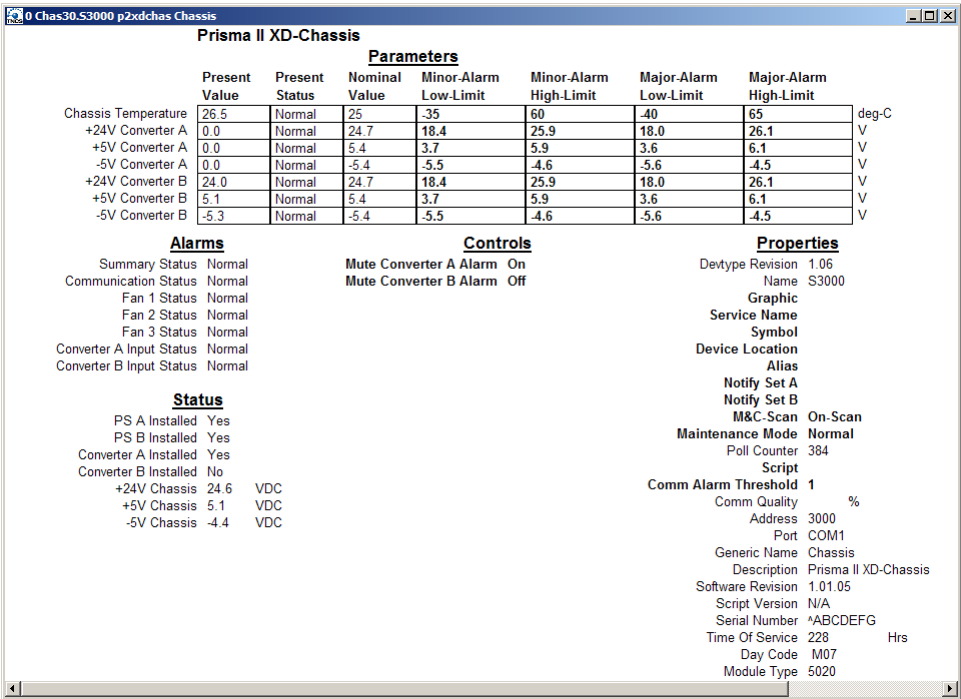 0 Chas30.S3000 p2xdchas Chassis
Prisma II XD-Chassis
Parameters
Present Value Present Status Nominal Value Minor-Alarm Low-Limit Minor-Alarm High-Limit Major-Alarm Low-Limit Major-Alarm High-Limit
Chassis Temperature 26.5 Normal 25 -35 60 -40 65 deg-C
+24V Converter A 0.0 Normal 24.7 18.4 25.9 18.0 26.1 V
+5V Converter A 0.0 Normal 5.4 3.7 5.9 3.6 6.1 V
-5V Converter A 0.0 Normal -5.4 -5.5 -4.6 -5.6 -4.5 V
+24V Converter B 24.0 Normal 24.7 18.4 25.9 18.0 26.1 V
+5V Converter B 5.1 Normal 5.4 3.7 5.9 3.6 6.1 V
-5V Converter B -5.3 Normal -5.4 -5.5 -4.6 -5.6 -4.5 V
Alarms
Summary Status Normal
Communication Status Normal
Fan 1 Status Normal
Fan 2 Status Normal
Fan 3 Status Normal
Converter A Input Status Normal
Converter B Input Status Normal
Status
PS A Installed Yes
PS B Installed Yes
Converter A Installed Yes
Converter B Installed No
+24V Chassis 24.6 VDC
+5V Chassis 5.1 VDC
-5V Chassis -4.4 VDC
Controls
Mute Converter A Alarm On
Mute Converter B Alarm Off
Properties
Devtype Revision 1.06
Name S3000
Graphic
Service Name
Symbol
Device Location
Alias
Notify Set A
Notify Set B
M&C-Scan On-Scan
Maintenance Mode Normal
Poll Counter 384
Script
Comm Alarm Threshold 1
Comm Quality %
Address 3000
Port COM1
Generic Name Chassis
Description Prisma II XD-Chassis
Software Revision 1.01.05
Script Version N/A
Serial Number ^ABCDEFG
Time Of Service 228 Hrs
Day Code M07
Module Type 5020